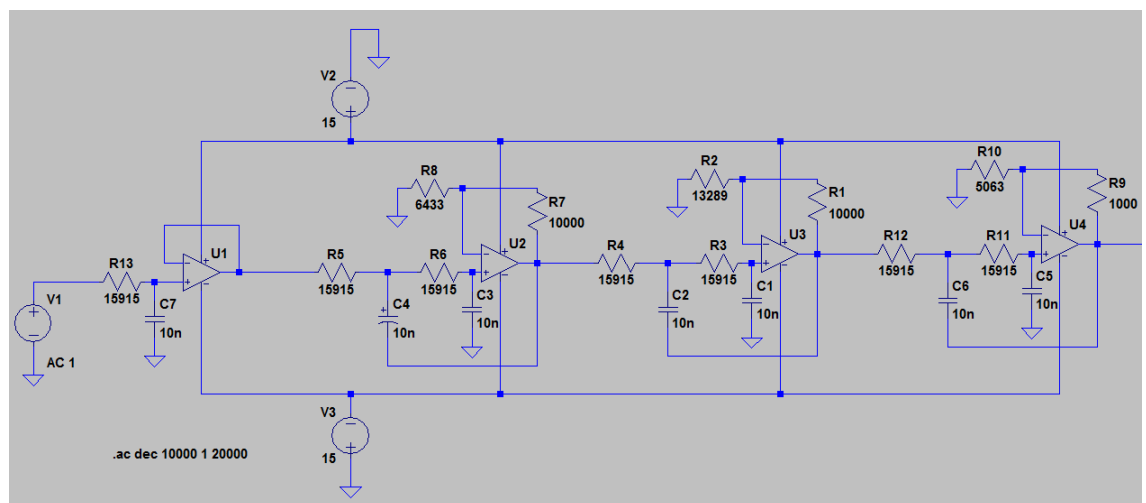 V2
15
R8
6433
R7
10000
R2
13289
R1
10000
R10
5063
R9
1000
U1
U2
U3
U4
R13
15915
R5
15915
R6
15915
R4
15915
R3
15915
R12
15915
R11
15915
V1
AC 1
C7
10n
C4
10n
C3
10n
C2
10n
C1
10n
C6
10n
C5
10n
V3
15
.ac dec 10000 1 20000